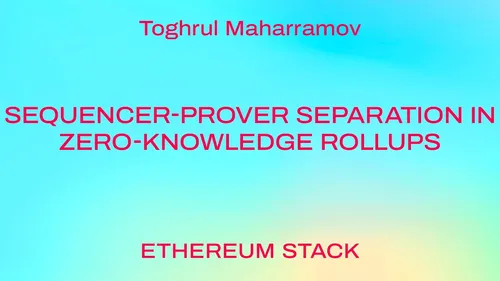 Toghrul Maharramov
SEQUENCER-PROVER SEPARATION IN
ZERO-KNOWLEDGE ROLLUPS
ETHEREUM STACK